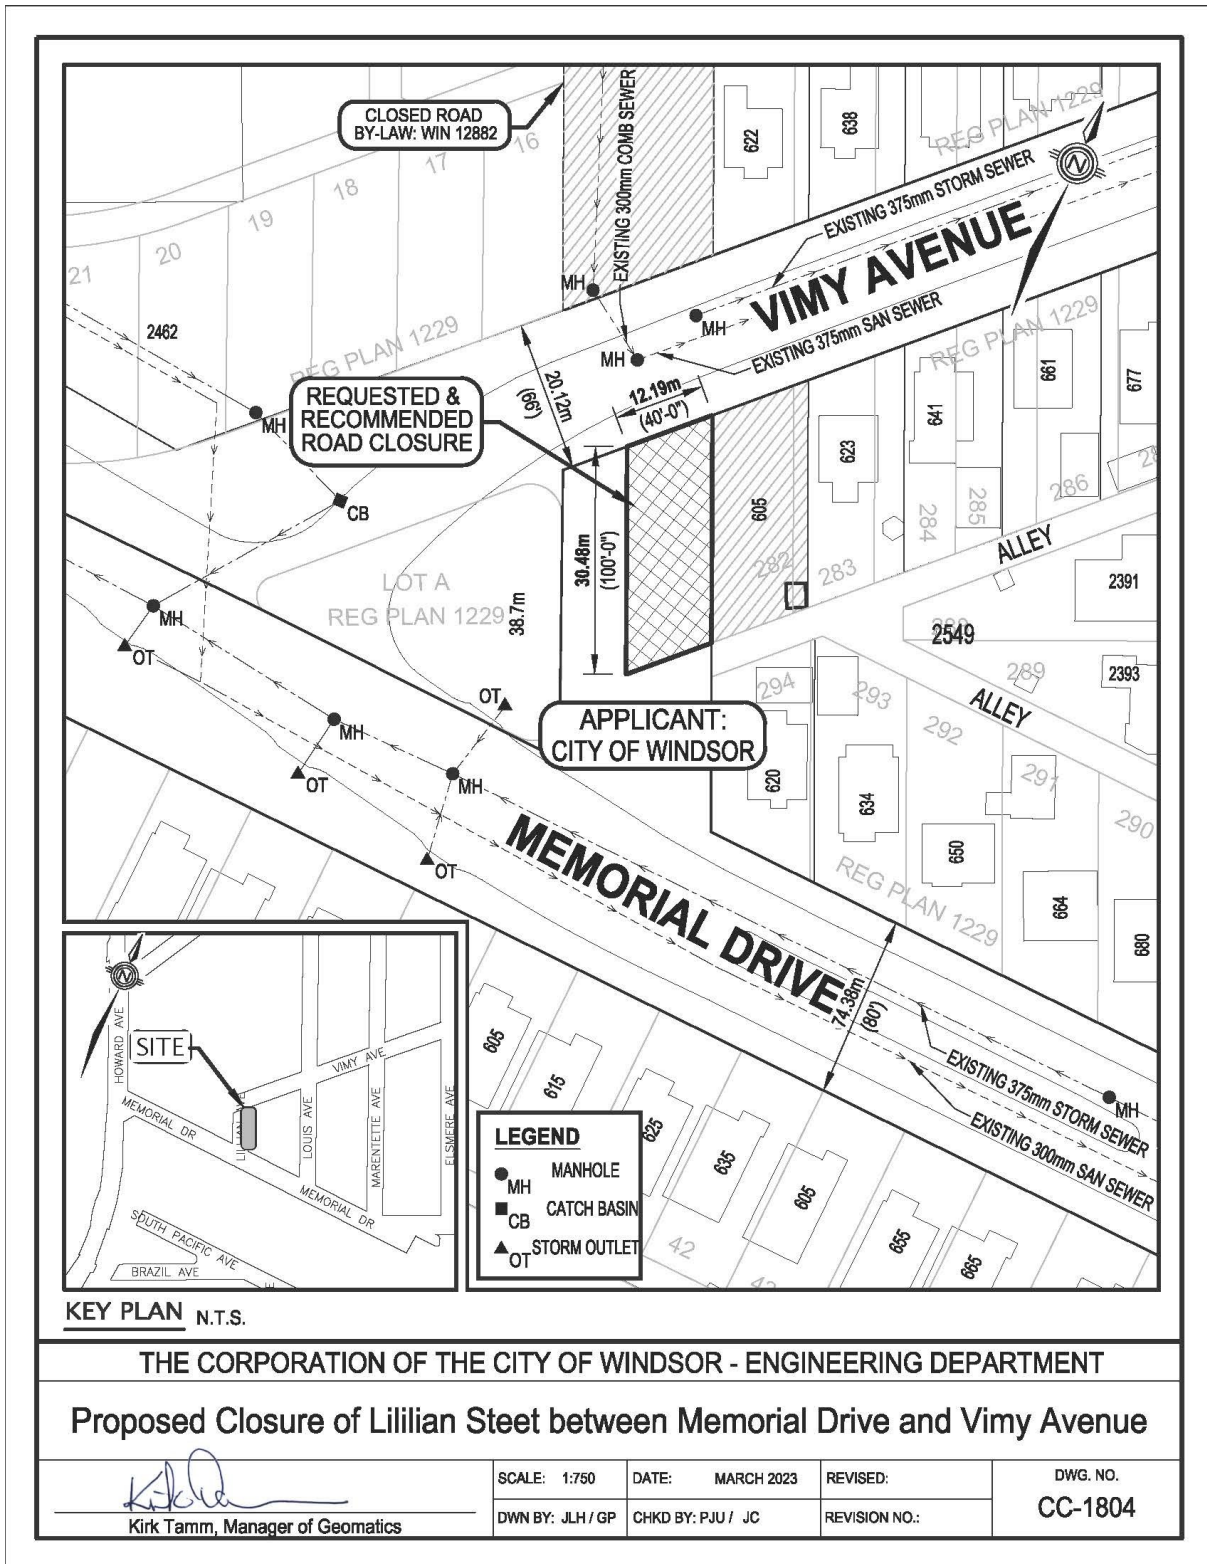 CLOSED ROAD
BY-LAW: WIN 12882
EXISTING 300mm COMB SEWER
622
638
REG PLAN 1229
N
EXISTING 375mm STORM SEWER
VIMY AVENUE
EXISTING 375mm SAN SEWER
16
17
18
19
20
21
2462
REG PLAN 1229
MH
MH
MH
MH
20.12m
(66')
12.19m
(40'-0")
REQUESTED &
RECOMMENDED
ROAD CLOSURE
REG PLAN 1229
661
677
641
623
605
30.48m
(100'-0")
CB
282
283
284
285
286
ALLEY
LOT A
REG PLAN 1229
38.7m
2391
2549
289
2393
ALLEY
MH
OT
MH
OT
OT
MH
OT
APPLICANT:
CITY OF WINDSOR
294
293
292
291
290
620
634
650
664
680
REG PLAN 1229
MEMORIAL DRIVE
74.38m
(80')
EXISTING 375mm STORM SEWER
EXISTING 300mm SAN SEWER
MH
605
615
625
635
605
655
665
42
N
SITE
HOWARD AVE
VIMY AVE
MEMORIAL DR
LOUIS AVE
MARENTETTE AVE
ELSMERE AVE
MEMORIAL DR
SOUTH PACIFIC AVE
BRAZIL AVE
LEGEND
MH MANHOLE
CB CATCH BASIN
OT STORM OUTLET
KEY PLAN N.T.S.
THE CORPORATION OF THE CITY OF WINDSOR - ENGINEERING DEPARTMENT
Proposed Closure of Lililian Steet between Memorial Drive and Vimy Avenue
Kirk Tamm, Manager of Geomatics
SCALE: 1:750 DATE: MARCH 2023 REVISED:
DWN BY: JLH / GP CHKD BY: PJU / JC REVISION NO.:
DWG. NO.
CC-1804